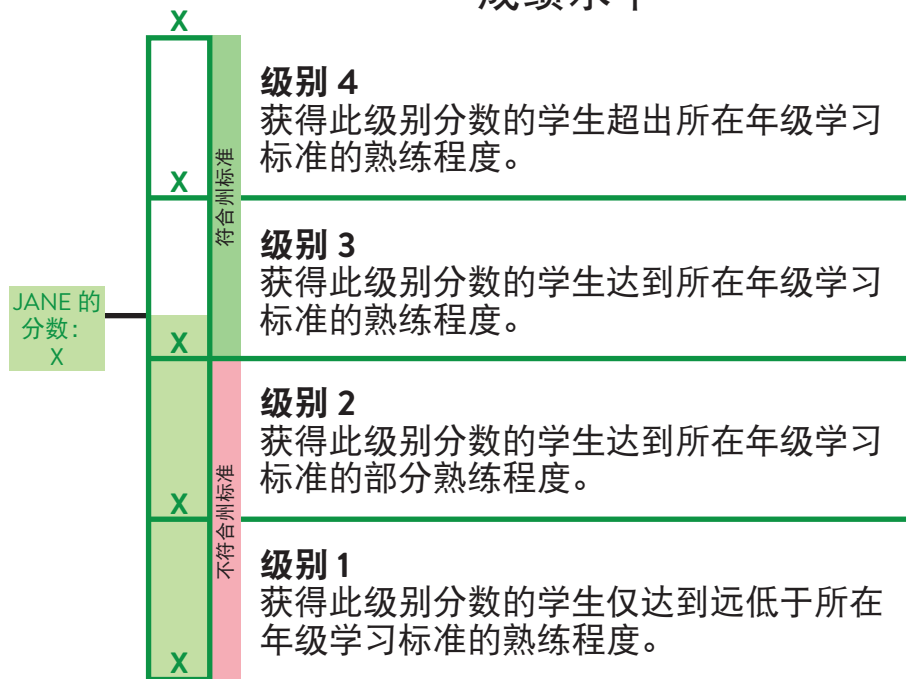 成绩水平
X
级别 4
获得此级别分数的学生超出所在年级学习
标准的熟练程度。
X
符合州标准
级别 3
获得此级别分数的学生达到所在年级学习
标准的熟练程度。
JANE 的
分数：
X
X
级别 2
获得此级别分数的学生达到所在年级学习
标准的部分熟练程度。
X
不符合州标准
级别 1
获得此级别分数的学生仅达到远低于所在
年级学习标准的熟练程度。
X